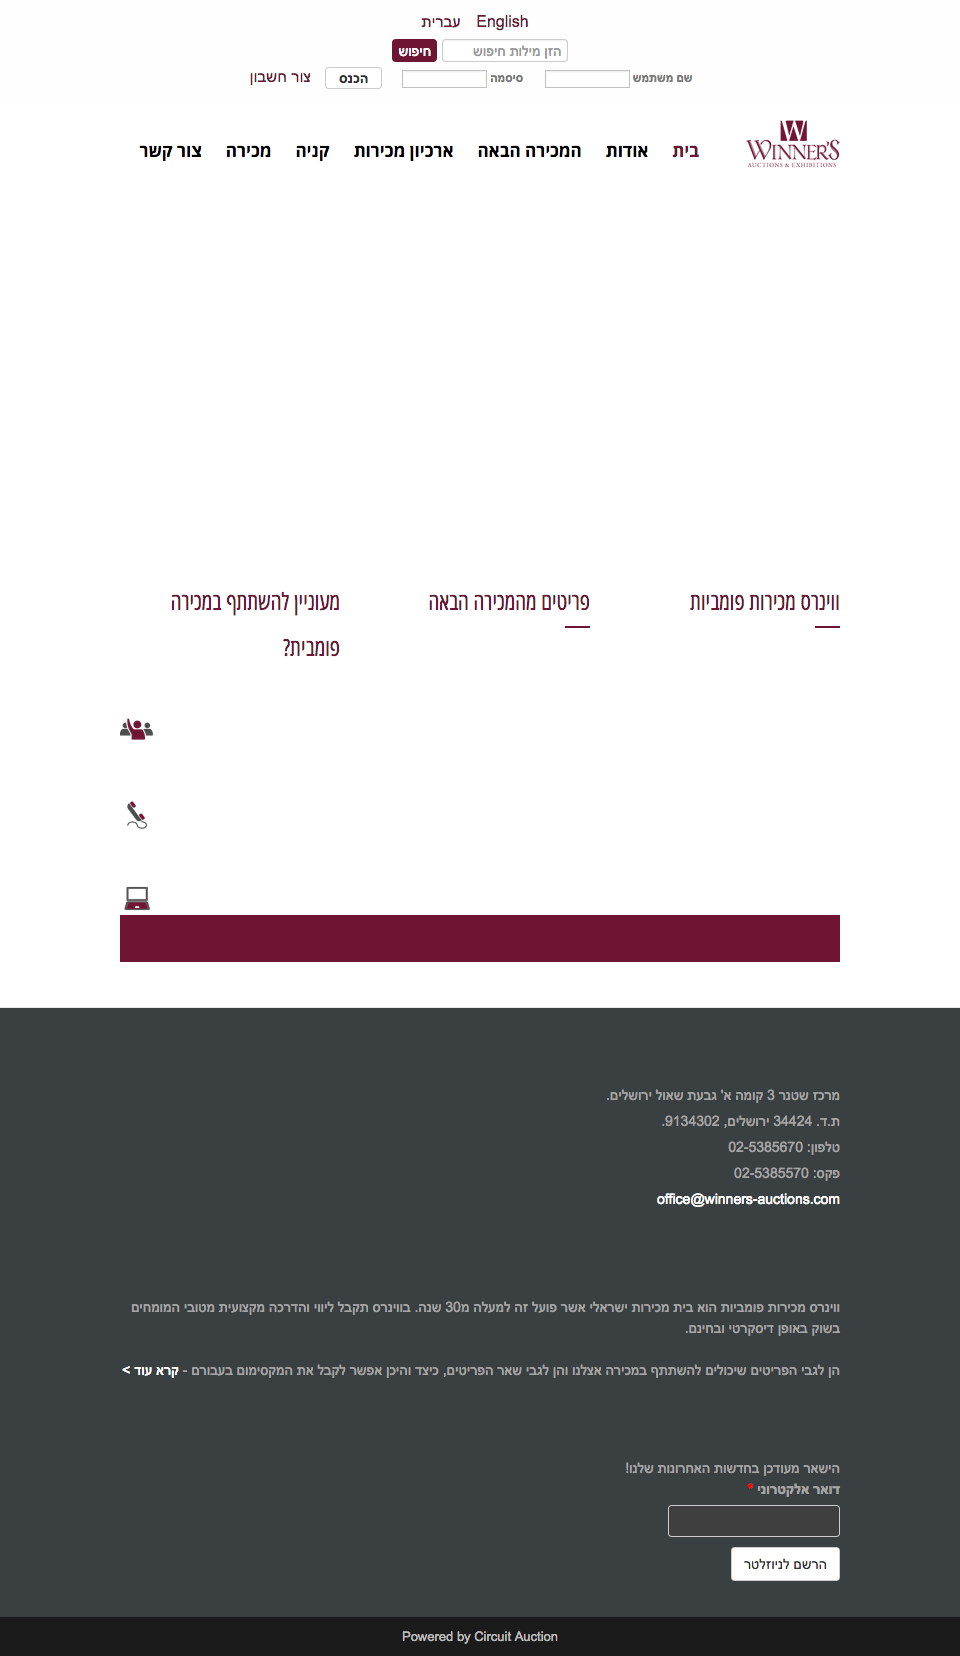 עברית English
הזן מילות חיפוש חיפוש
שם משתמש סיסמה הכנס צור חשבון
WINNER'S
AUCTIONS & EXHIBITIONS
בית אודות המכירה הבאה ארכיון מכירות קניה מכירה צור קשר
ווינרס מכירות פומביות
פריטים מהמכירה הבאה
מעוניין להשתתף במכירה
פומבית?
מרכז שטנר 3 קומה א' גבעת שאול ירושלים.
ת.ד. 34424 ירושלים, 9134302.
טלפון: 02-5385670
פקס: 02-5385570
office@winners-auctions.com
ווינרס מכירות פומביות הוא בית מכירות ישראלי אשר פועל זה למעלה מ30 שנה. בווינרס תקבל ליווי והדרכה מקצועית מטובי המומחים
בשוק באופן דיסקרטי ובחינם.
הן לגבי הפריטים שיכולים להשתתף במכירה אצלנו והן לגבי שאר הפריטים, כיצד והיכן אפשר לקבל את המקסימום בעבורם - קרא עוד >
הישאר מעודכן בחדשות האחרונות שלנו!
דואר אלקטרוני *
הרשם לניוזלטר
Powered by Circuit Auction